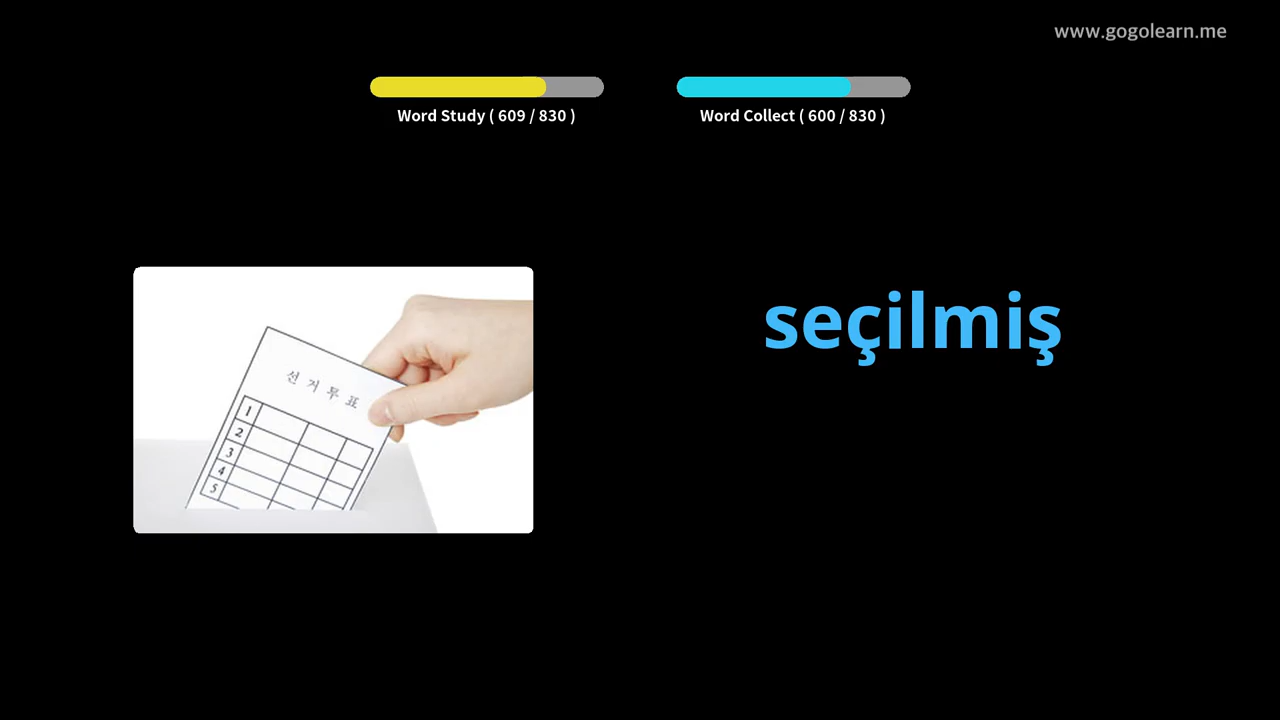 www.gogolearn.me
Word Study ( 609 / 830 )
Word Collect ( 600 / 830 )
선거투표
1
2
3
4
5
seçilmiş